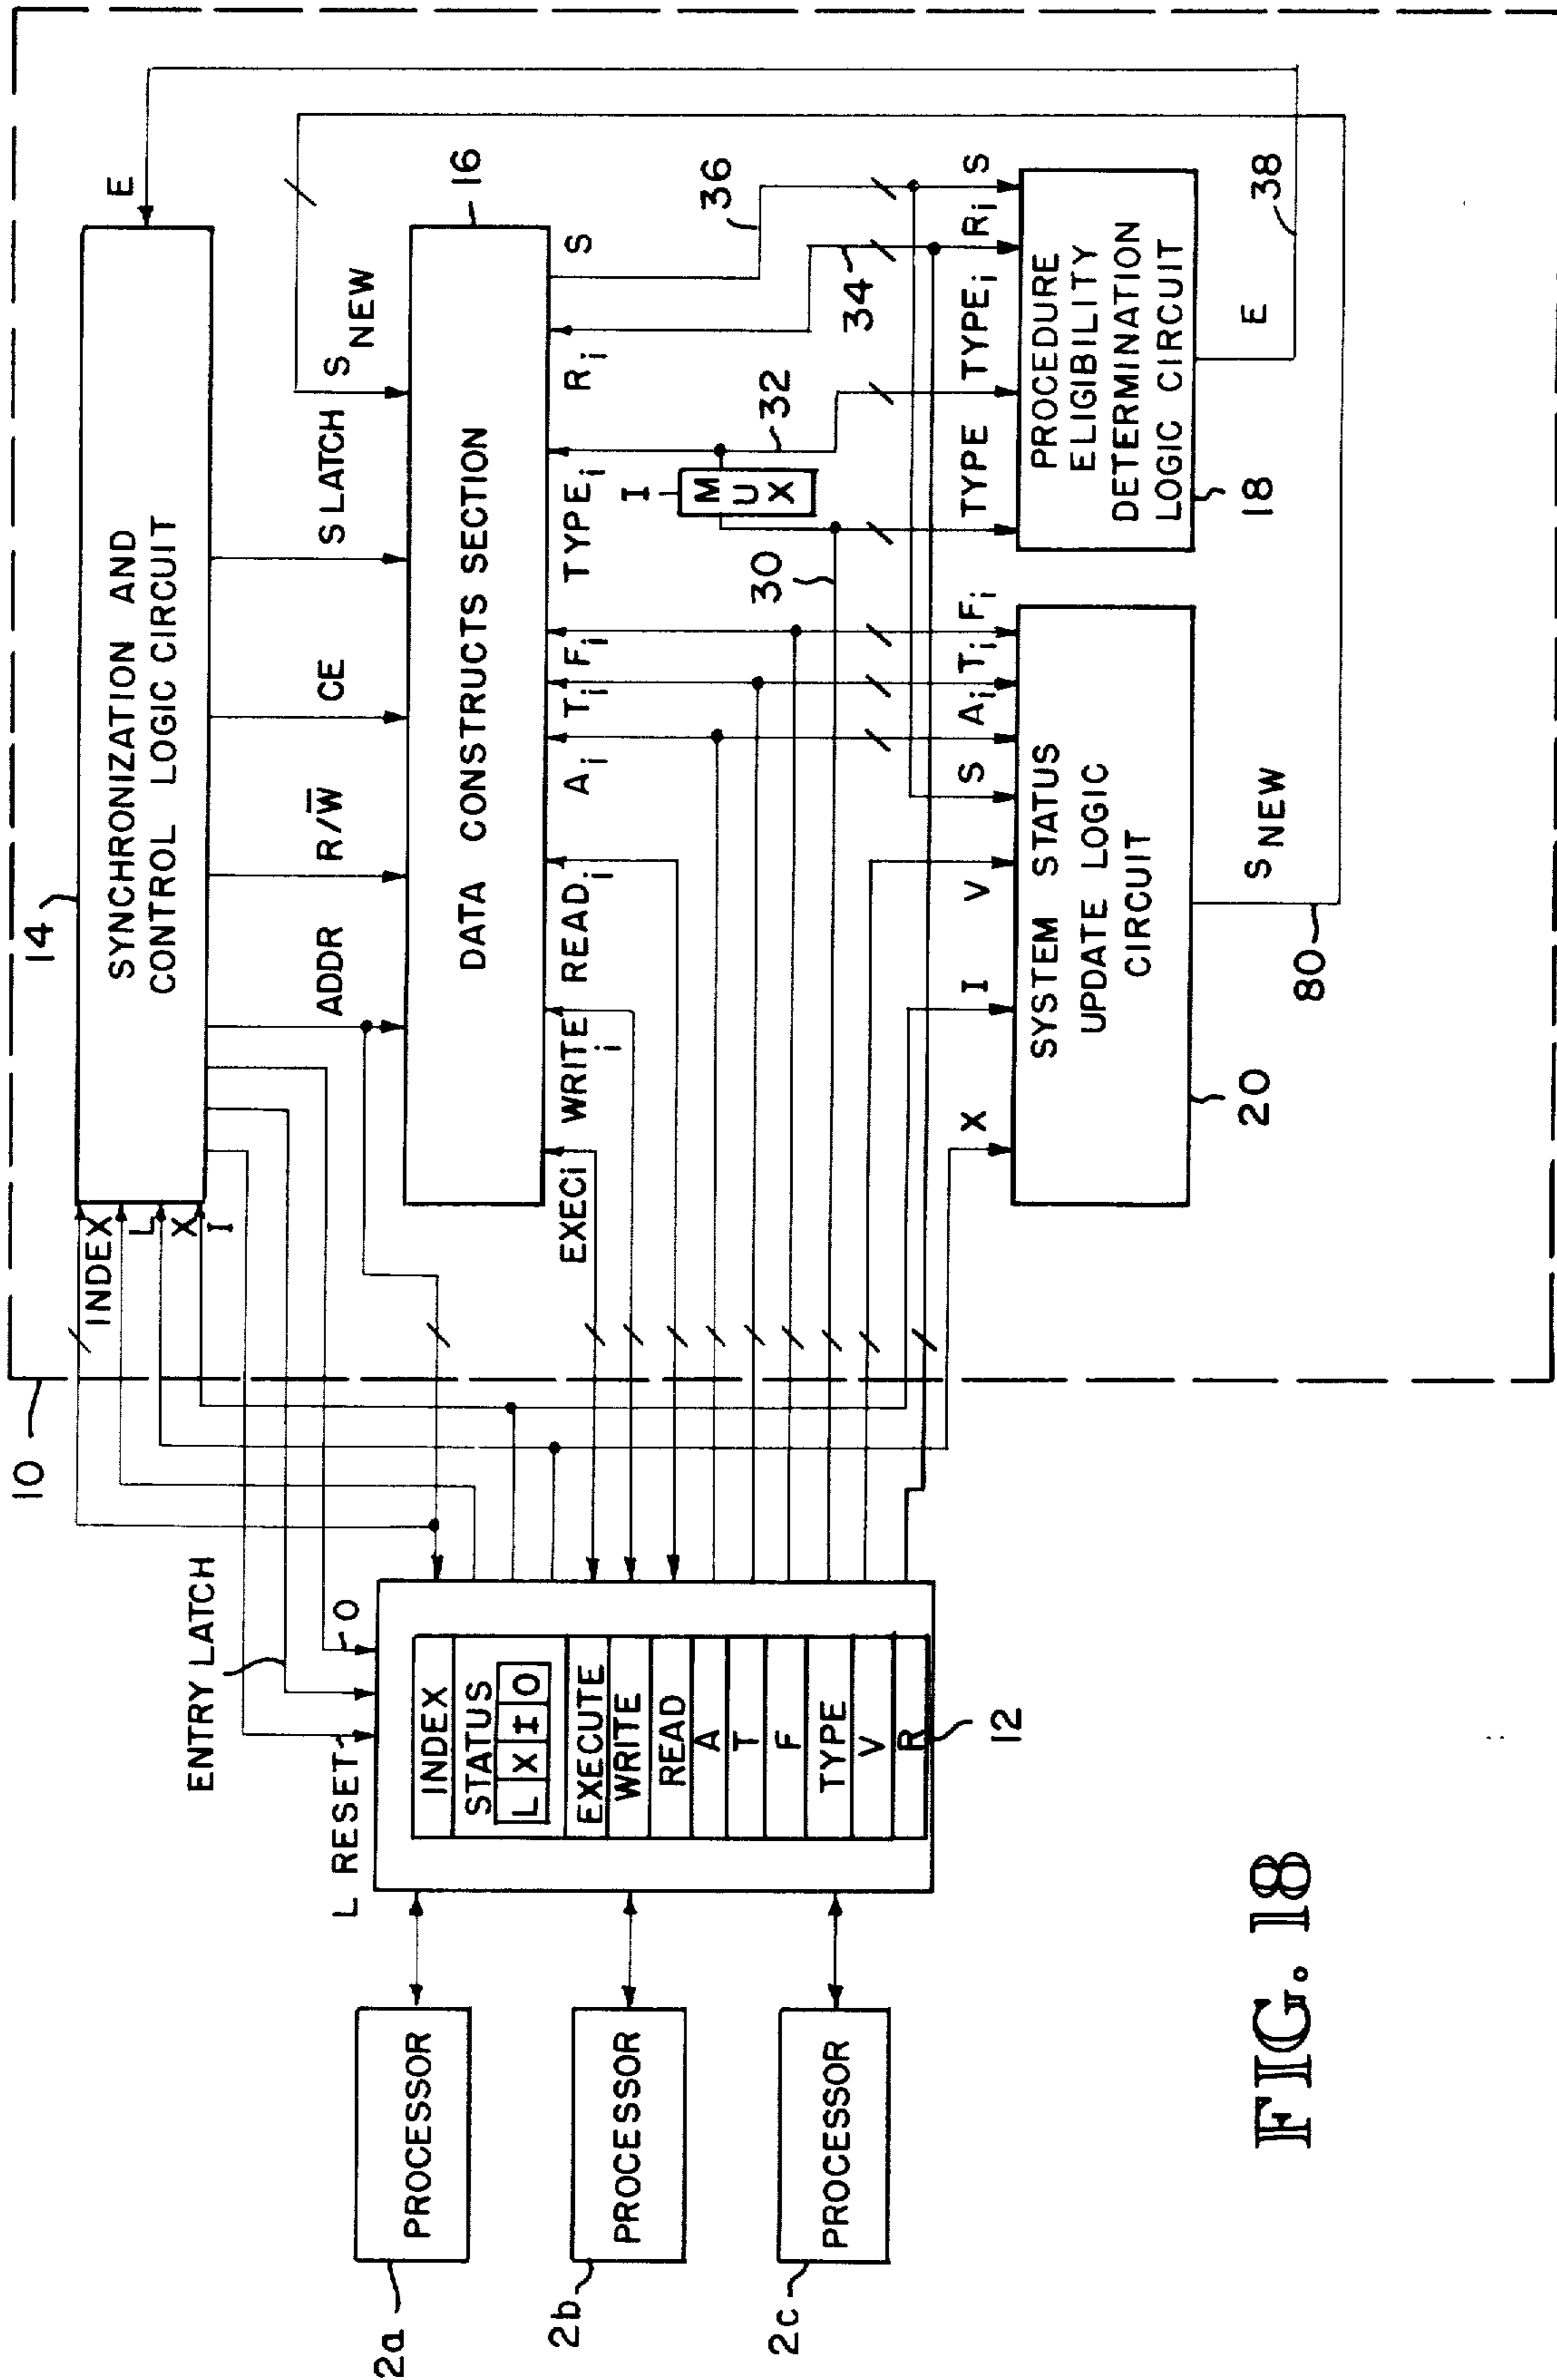 10
14
SYNCHRONIZATION AND
CONTROL LOGIC CIRCUIT
INDEX
L
X
I
E
ENTRY LATCH
L RESET
O
ADDR
R/W̅
CE
S LATCH
S NEW
16
DATA CONSTRUCTS SECTION
EXECi
WRITEi
READi
Ai
Ti
Fi
TYPEi
Ri
S
I
MUX
30
32
34
36
INDEX
STATUS
L X I O
EXECUTE
WRITE
READ
A
T
F
TYPE
V
R
12
PROCESSOR
2a
PROCESSOR
2b
PROCESSOR
2c
X
I
V
S
Ai
Ti
Fi
TYPE
TYPEi
Ri
S
SYSTEM STATUS
UPDATE LOGIC
CIRCUIT
20
PROCEDURE
ELIGIBILITY
DETERMINATION
LOGIC CIRCUIT
18
E
38
S NEW
80
FIG. 18